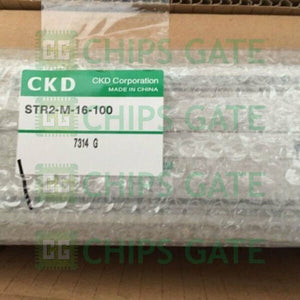 CHIPS GATE
CKD
CKD Corporation
MADE IN CHINA
STR2-M-16-100
7314 G
CHIPS GATE
CHIPS GATE
CHIPS GATE